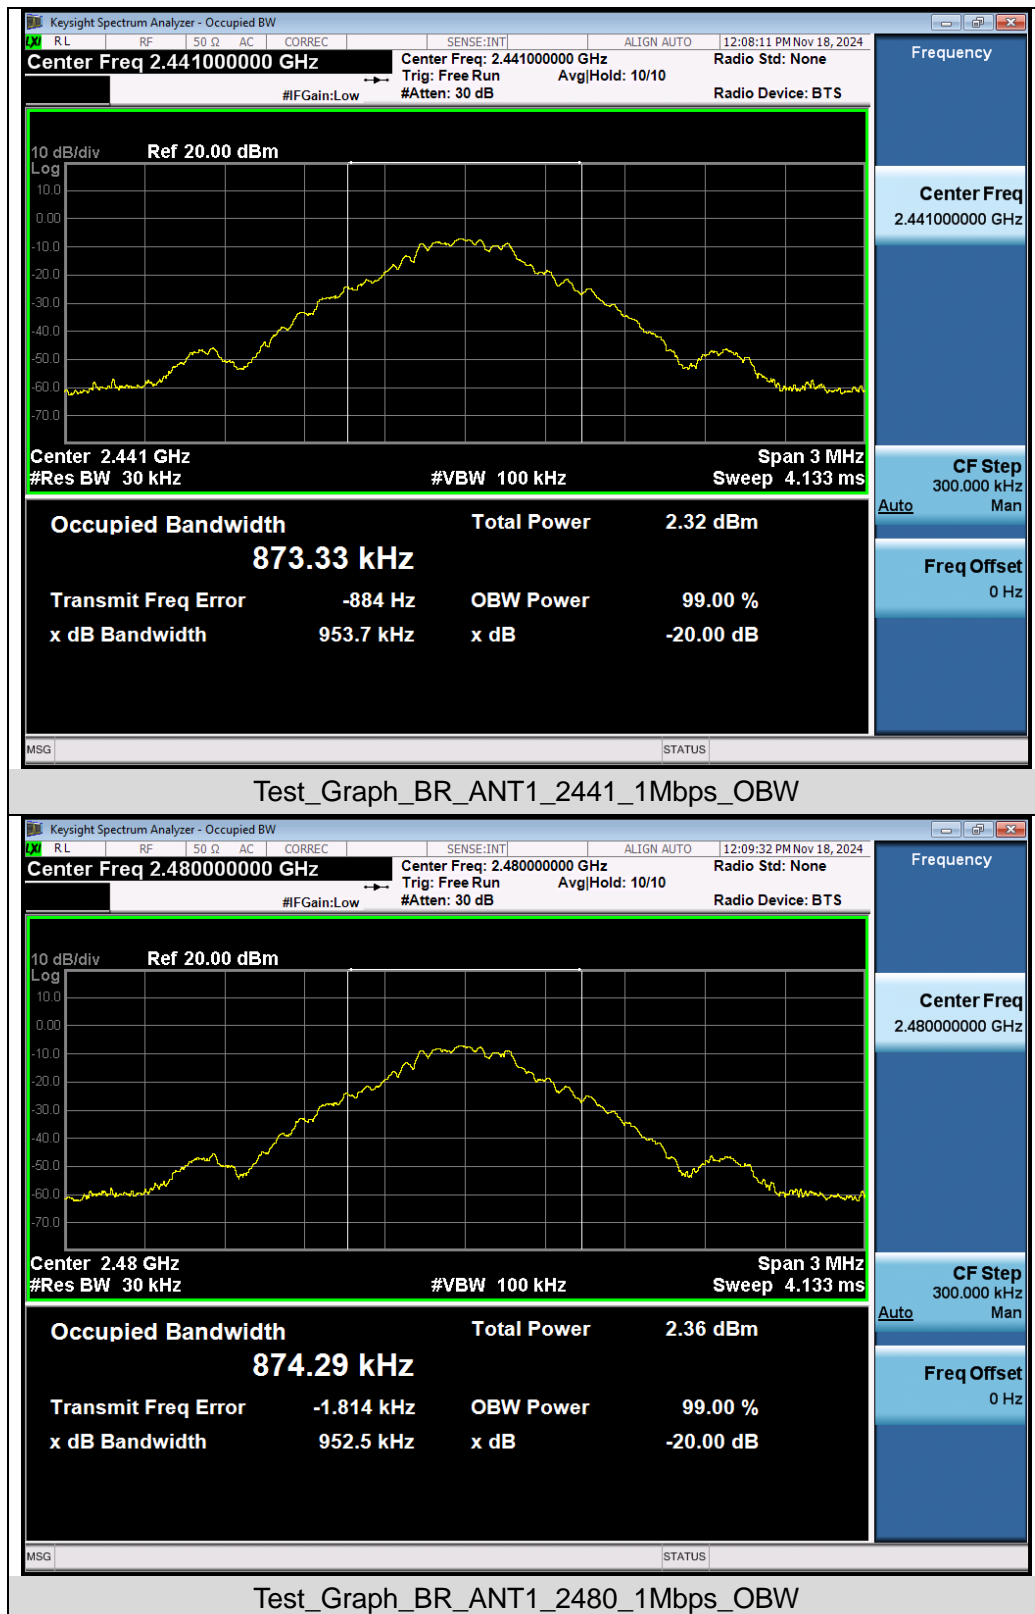 Keysight Spectrum Analyzer - Occupied BW
LXI RL RF 50 Ω AC CORREC SENSE:INT ALIGN AUTO 12:08:11 PM Nov 18, 2024
Center Freq 2.441000000 GHz Center Freq: 2.441000000 GHz Radio Std: None Frequency
Trig: Free Run Avg|Hold: 10/10
#IFGain:Low #Atten: 30 dB Radio Device: BTS
10 dB/div Ref 20.00 dBm
Log
10.0
0.00
-10.0
-20.0
-30.0
-40.0
-50.0
-60.0
-70.0
Center 2.441 GHz Span 3 MHz
#Res BW 30 kHz #VBW 100 kHz Sweep 4.133 ms
Center Freq
2.441000000 GHz
CF Step
300.000 kHz
Auto Man
Freq Offset
0 Hz
Occupied Bandwidth Total Power 2.32 dBm
873.33 kHz
Transmit Freq Error -884 Hz OBW Power 99.00 %
x dB Bandwidth 953.7 kHz x dB -20.00 dB
MSG STATUS
Test_Graph_BR_ANT1_2441_1Mbps_OBW
Keysight Spectrum Analyzer - Occupied BW
LXI RL RF 50 Ω AC CORREC SENSE:INT ALIGN AUTO 12:09:32 PM Nov 18, 2024
Center Freq 2.480000000 GHz Center Freq: 2.480000000 GHz Radio Std: None Frequency
Trig: Free Run Avg|Hold: 10/10
#IFGain:Low #Atten: 30 dB Radio Device: BTS
10 dB/div Ref 20.00 dBm
Log
10.0
0.00
-10.0
-20.0
-30.0
-40.0
-50.0
-60.0
-70.0
Center 2.48 GHz Span 3 MHz
#Res BW 30 kHz #VBW 100 kHz Sweep 4.133 ms
Center Freq
2.480000000 GHz
CF Step
300.000 kHz
Auto Man
Freq Offset
0 Hz
Occupied Bandwidth Total Power 2.36 dBm
874.29 kHz
Transmit Freq Error -1.814 kHz OBW Power 99.00 %
x dB Bandwidth 952.5 kHz x dB -20.00 dB
MSG STATUS
Test_Graph_BR_ANT1_2480_1Mbps_OBW